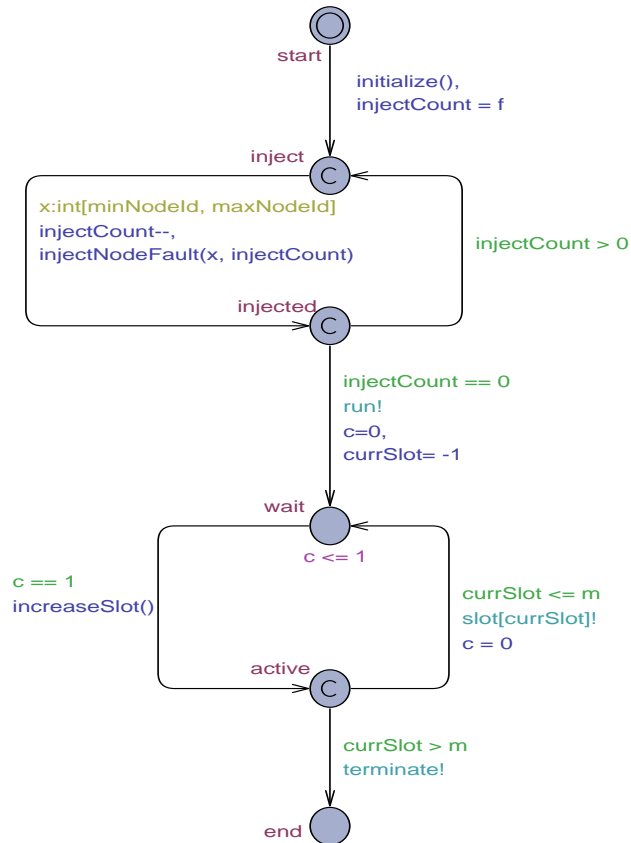 start
initialize(),
injectCount = f
inject
C
x:int[minNodeId, maxNodeId]
injectCount--,
injectNodeFault(x, injectCount)
injectCount > 0
injected
C
injectCount == 0
run!
c=0,
currSlot= -1
wait
c <= 1
c == 1
increaseSlot()
currSlot <= m
slot[currSlot]!
c = 0
active
C
currSlot > m
terminate!
end